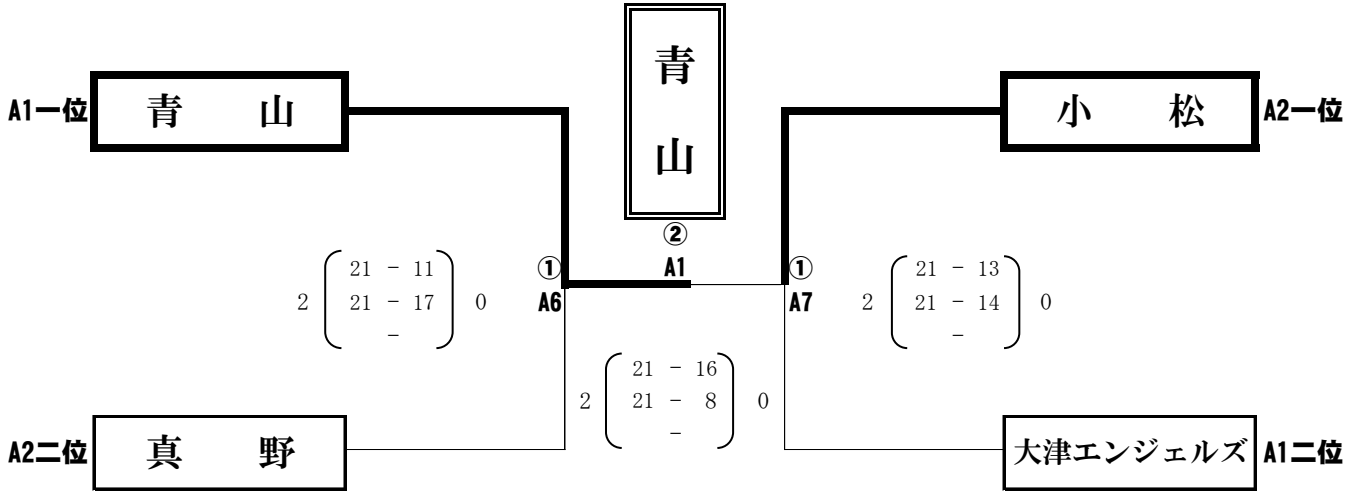 青山
A1一位 青山 小松 A2一位
②
① A1 ①
A6 A7
2 21 - 11 0
21 - 17
-
2 21 - 13 0
21 - 14
-
2 21 - 16 0
21 - 8
-
A2二位 真野 大津エンジェルズ A1二位